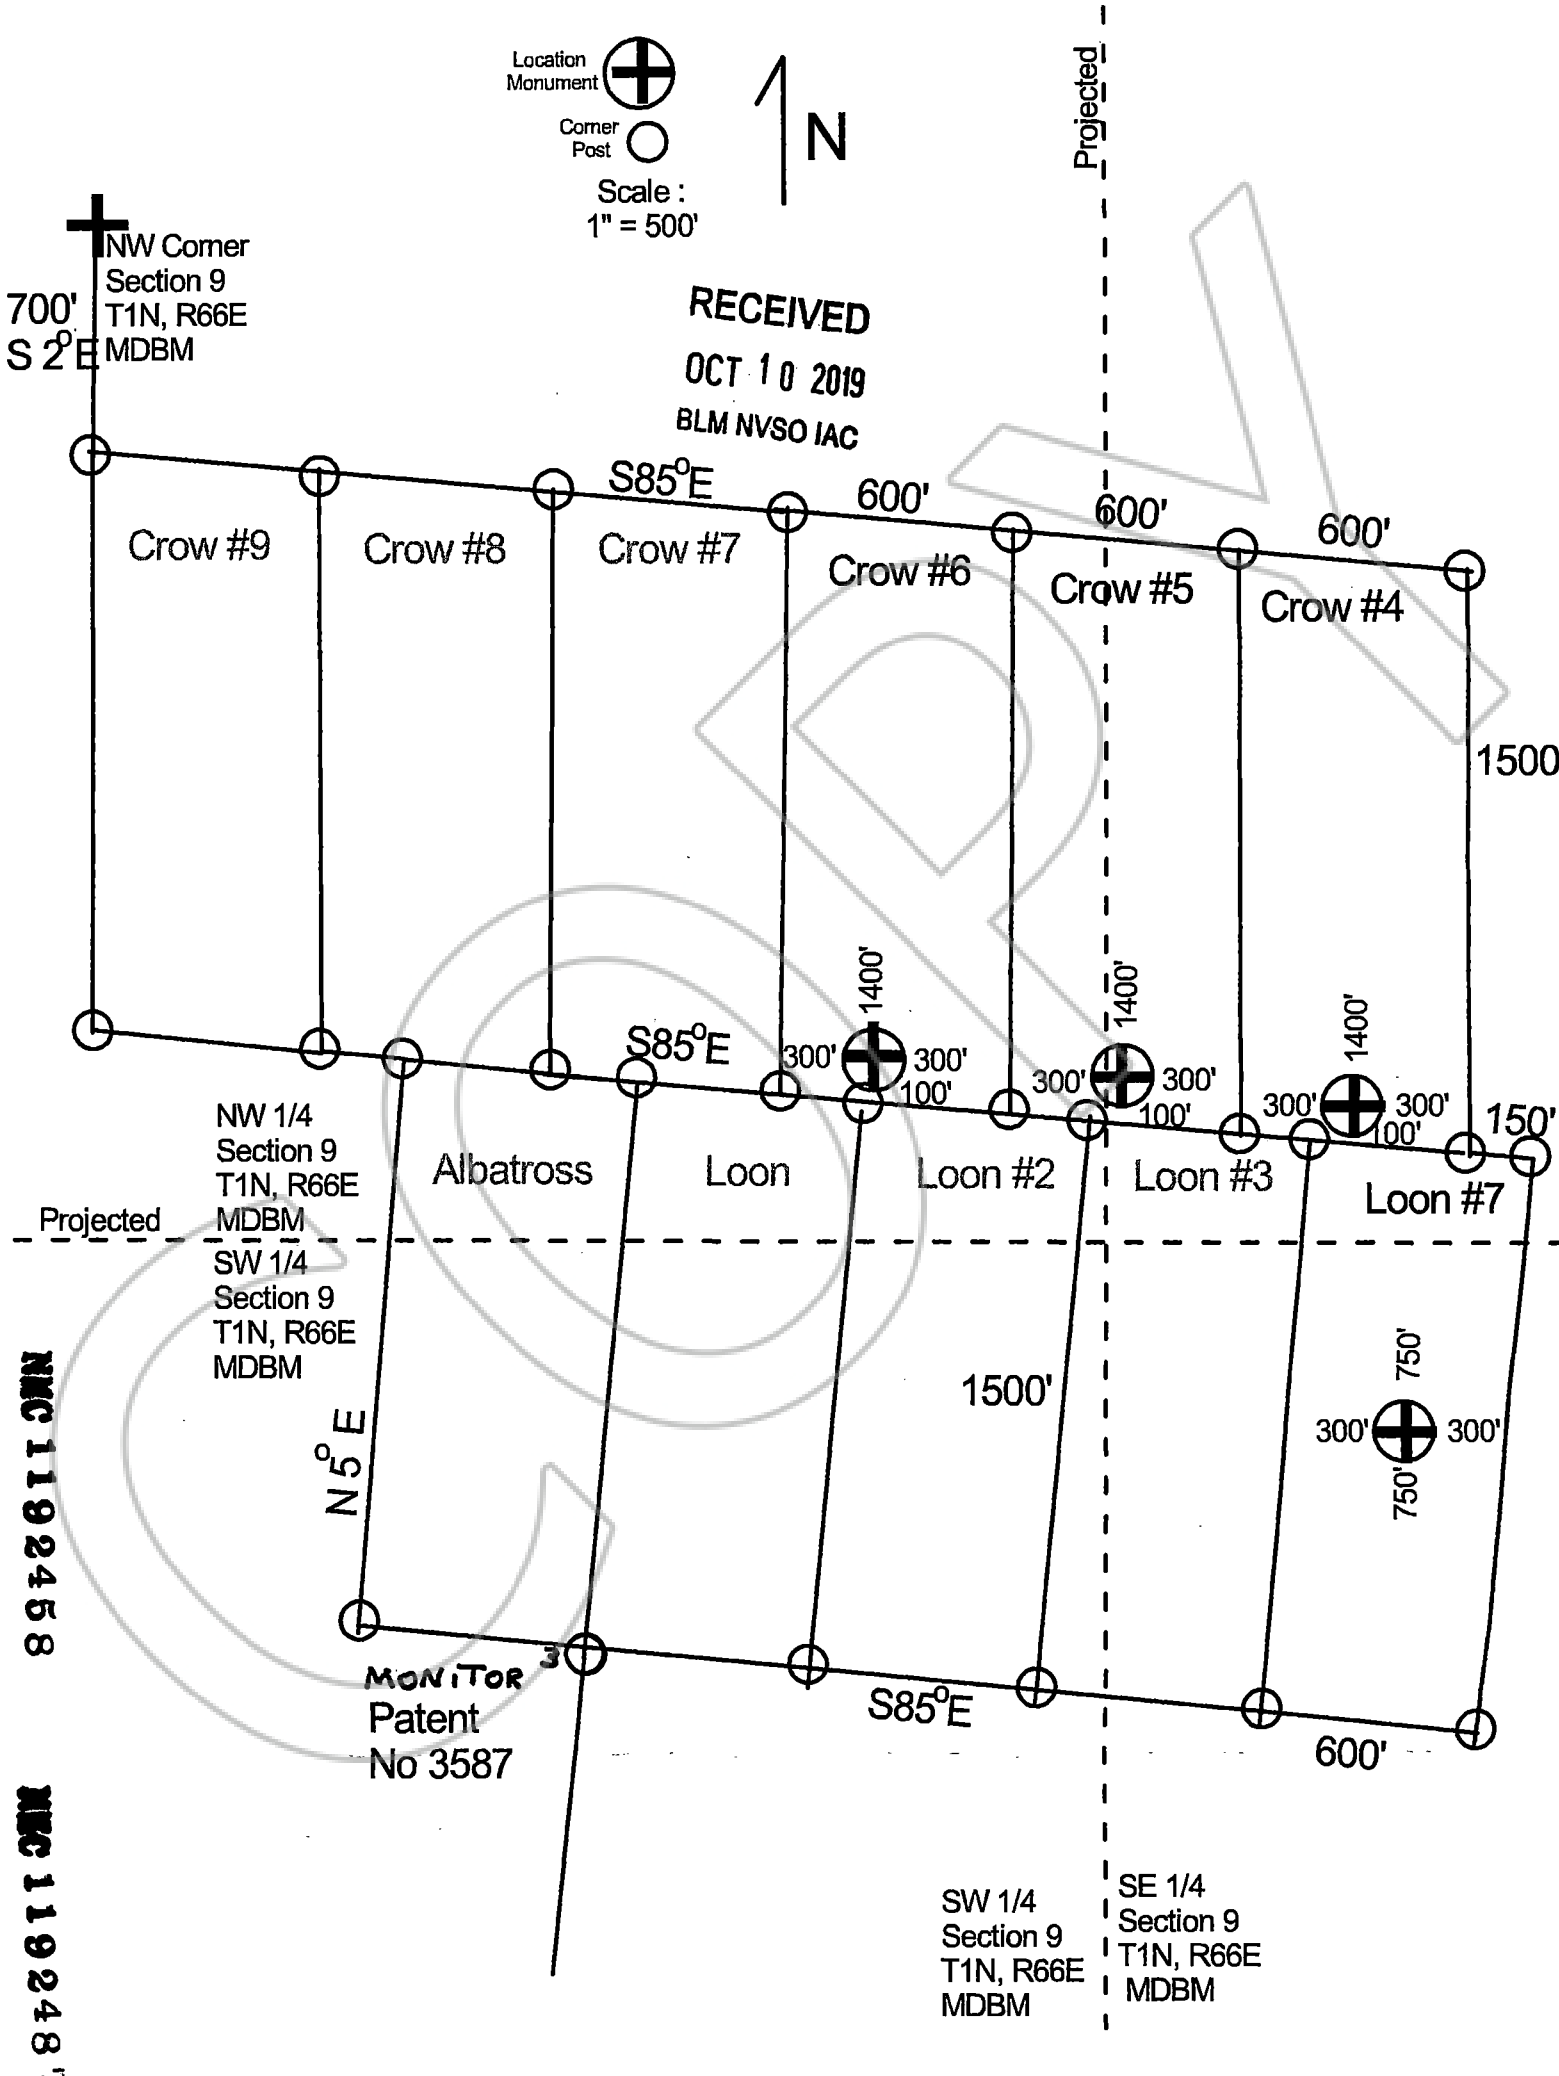 Location
Monument
Corner
Post
Scale :
1" = 500'
N
Projected
NW Corner
Section 9
T1N, R66E
MDBM
700'
S 2°E
RECEIVED
OCT 10 2019
BLM NVSO IAC
S85°E
600'
600'
600'
Crow #9
Crow #8
Crow #7
Crow #6
Crow #5
Crow #4
1500
1400'
1400'
1400'
S85°E
300'
300'
100'
300'
300'
100'
300'
300'
100'
150'
NW 1/4
Section 9
T1N, R66E
MDBM
Albatross
Loon
Loon #2
Loon #3
Loon #7
Projected
SW 1/4
Section 9
T1N, R66E
MDBM
N 5° E
1500'
750'
300'
300'
750'
MONITOR
3
Patent
No 3587
S85°E
600'
SW 1/4
Section 9
T1N, R66E
MDBM
SE 1/4
Section 9
T1N, R66E
MDBM
NMC 1192458
NMC 119248
COPY